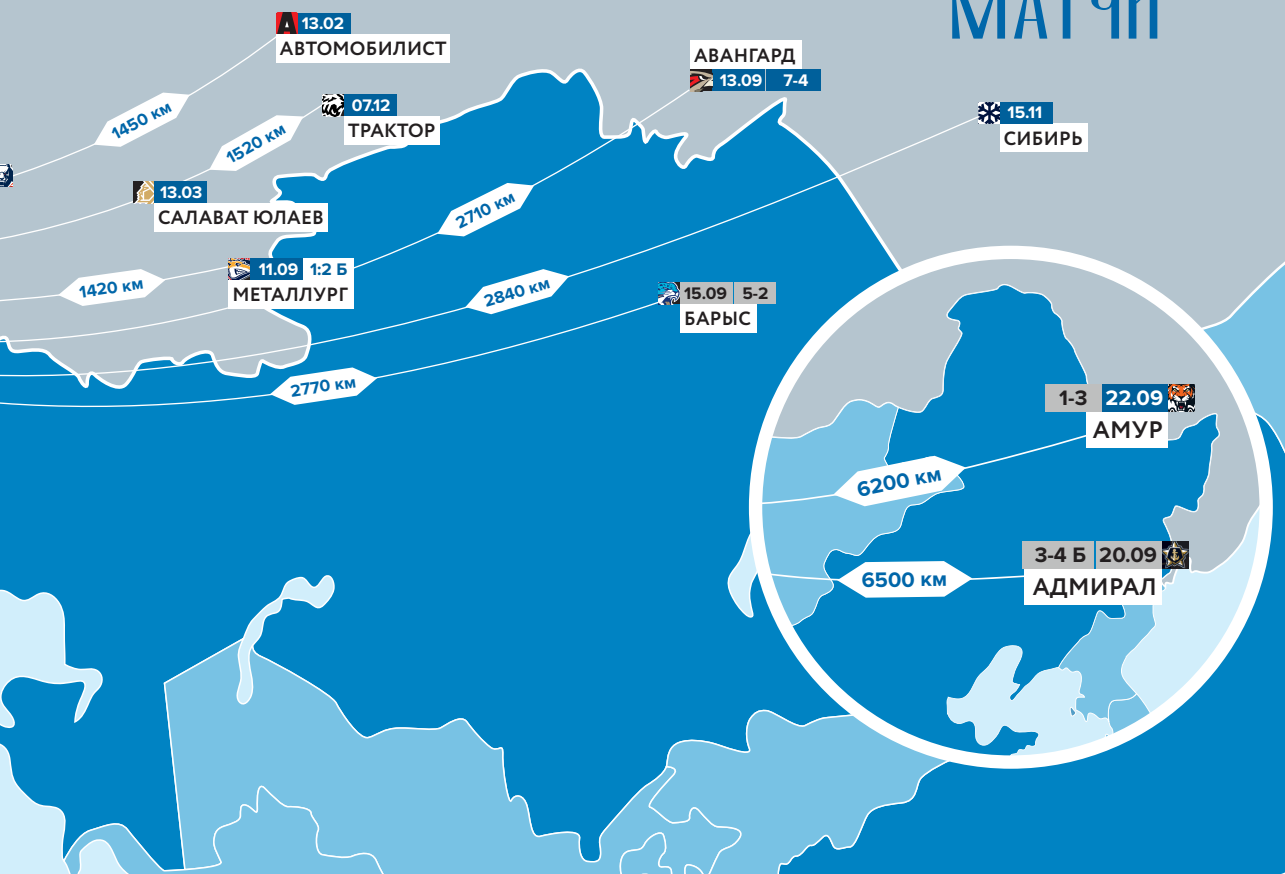 МАТЧИ
А 13.02
АВТОМОБИЛИСТ
1450 км
АВАНГАРД
13.09 7-4
07.12
ТРАКТОР
1520 км
15.11
СИБИРЬ
13.03
САЛАВАТ ЮЛАЕВ
2710 км
11.09 1:2 Б
МЕТАЛЛУРГ
1420 км
2840 км
15.09 5-2
БАРЫС
2770 км
1-3 22.09
АМУР
6200 км
3-4 Б 20.09
АДМИРАЛ
6500 км